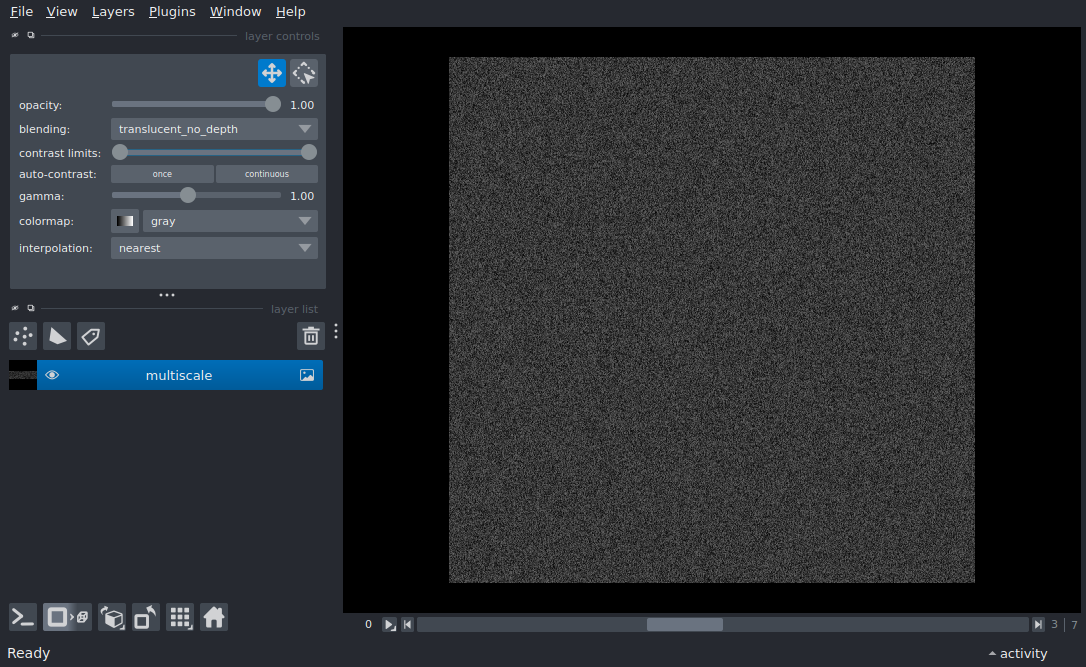 File View Layers Plugins Window Help
layer controls
opacity: 1.00
blending: translucent_no_depth
contrast limits:
auto-contrast: once continuous
gamma: 1.00
colormap: gray
interpolation: nearest
layer list
multiscale
0 3 | 7
Ready activity